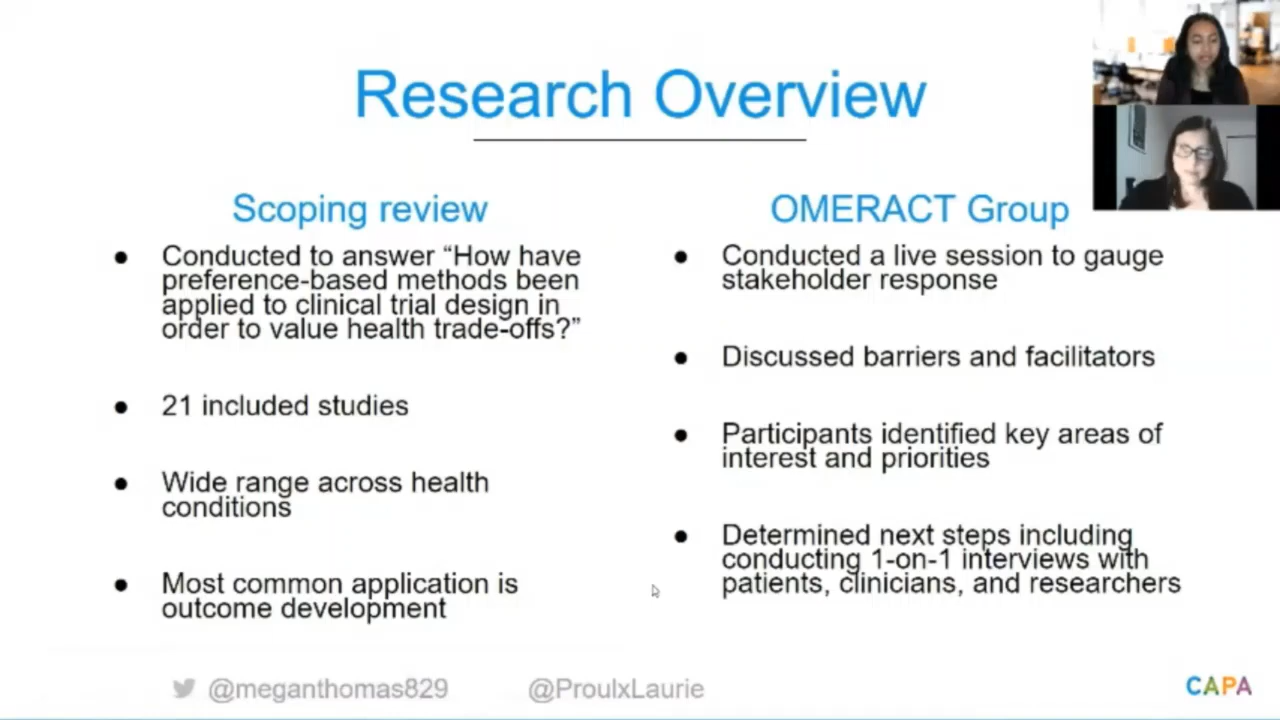 Research Overview
Scoping review
● Conducted to answer “How have
preference-based methods been
applied to clinical trial design in
order to value health trade-offs?”
● 21 included studies
● Wide range across health
conditions
● Most common application is
outcome development
OMERACT Group
● Conducted a live session to gauge
stakeholder response
● Discussed barriers and facilitators
● Participants identified key areas of
interest and priorities
● Determined next steps including
conducting 1-on-1 interviews with
patients, clinicians, and researchers
@meganthomas829
@ProulxLaurie
CAPA